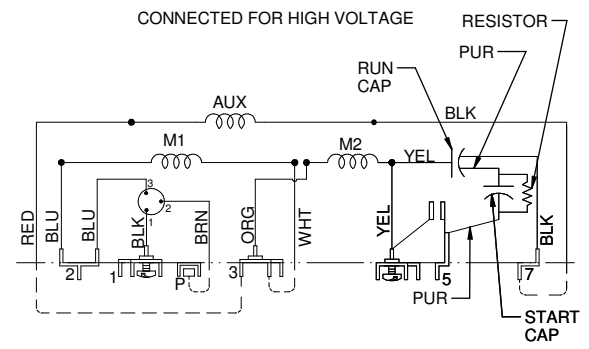 CONNECTED FOR HIGH VOLTAGE
RESISTOR
PUR
RUN
CAP
AUX
BLK
M1
M2
YEL
3
2
1
RED
BLU
BLU
BLK
BRN
ORG
WHT
YEL
BLK
2
1
P
3
5
7
PUR
START
CAP